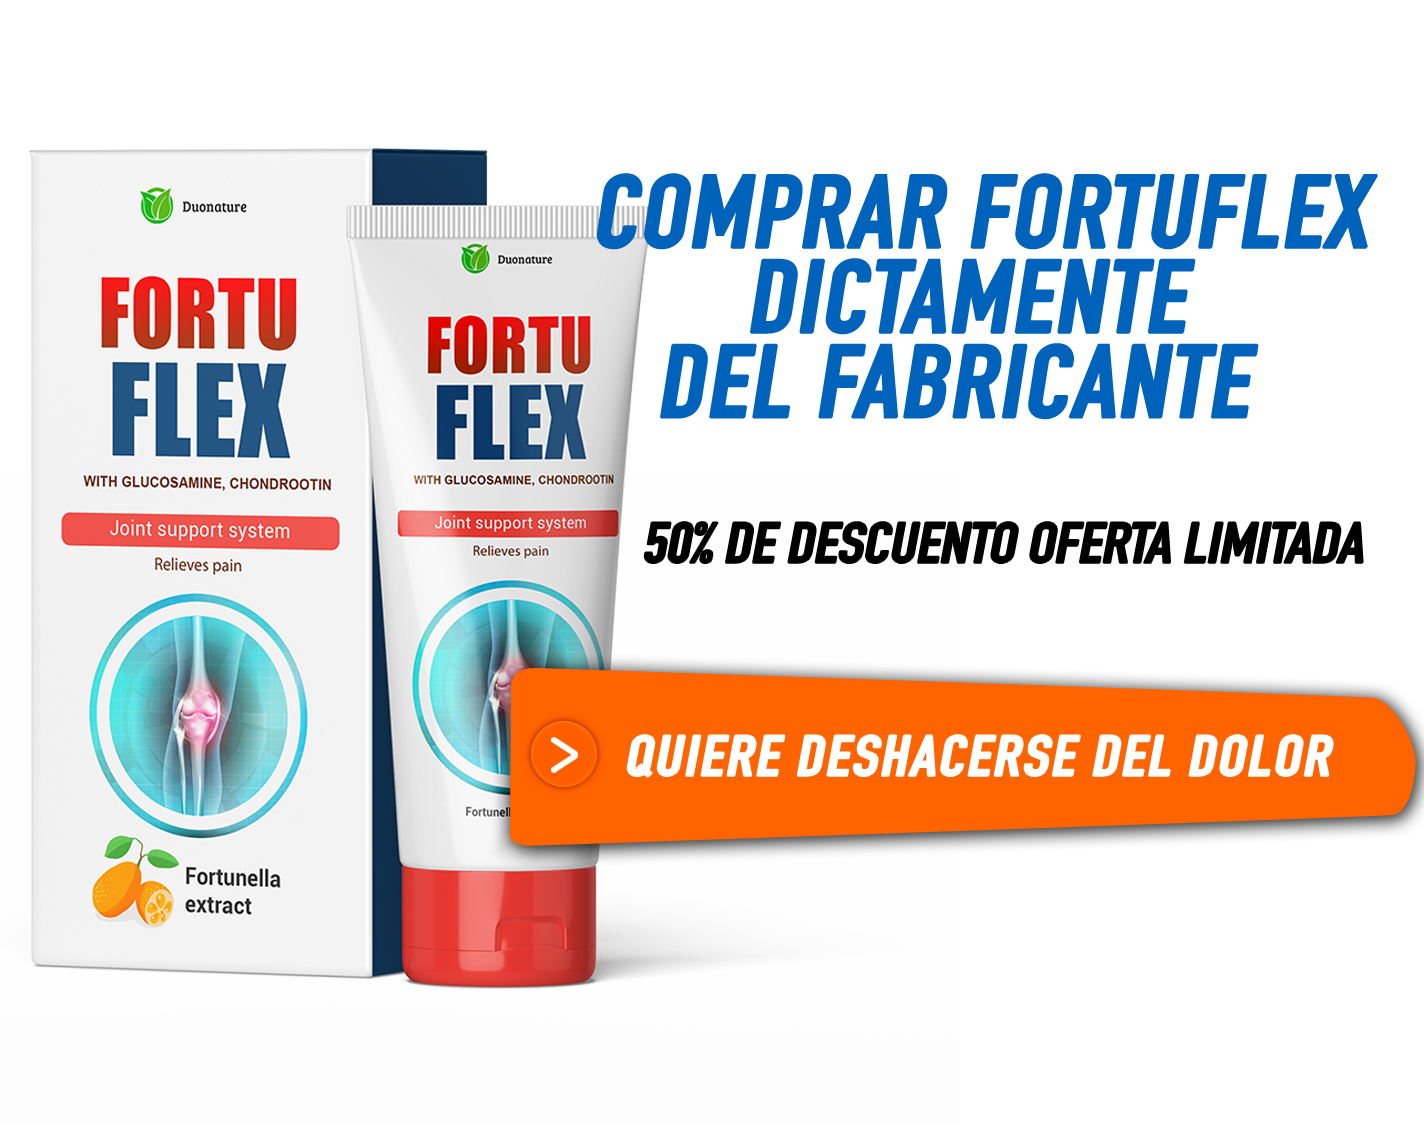 Duonature
FORTU
FLEX
WITH GLUCOSAMINE, CHONDROOTIN
Joint support system
Relieves pain
Fortunella
extract
Duonature
FORTU
FLEX
WITH GLUCOSAMINE, CHONDROOTIN
Joint support system
Relieves pain
COMPRAR FORTUFLEX
DICTAMENTE
DEL FABRICANTE
50% DE DESCUENTO OFERTA LIMITADA
QUIERE DESHACERSE DEL DOLOR